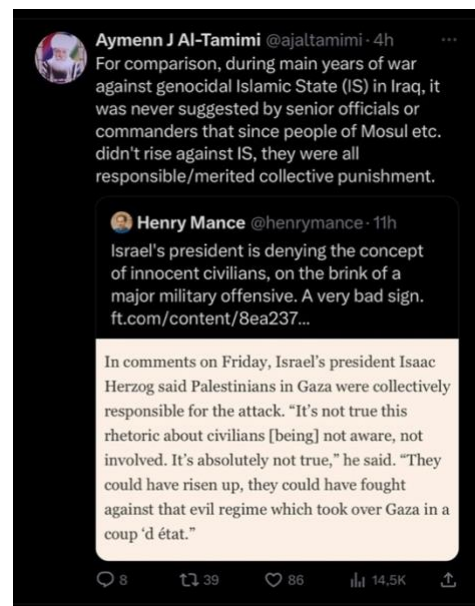 Aymenn J Al-Tamimi @ajaltamimi · 4h ...
For comparison, during main years of war
against genocidal Islamic State (IS) in Iraq, it
was never suggested by senior officials or
commanders that since people of Mosul etc.
didn't rise against IS, they were all
responsible/merited collective punishment.
Henry Mance @henrymance · 11h
Israel's president is denying the concept
of innocent civilians, on the brink of a
major military offensive. A very bad sign.
ft.com/content/8ea237...
In comments on Friday, Israel's president Isaac
Herzog said Palestinians in Gaza were collectively
responsible for the attack. “It's not true this
rhetoric about civilians [being] not aware, not
involved. It's absolutely not true,” he said. “They
could have risen up, they could have fought
against that evil regime which took over Gaza in a
coup ‘d état.”
8 39 86 14,5K